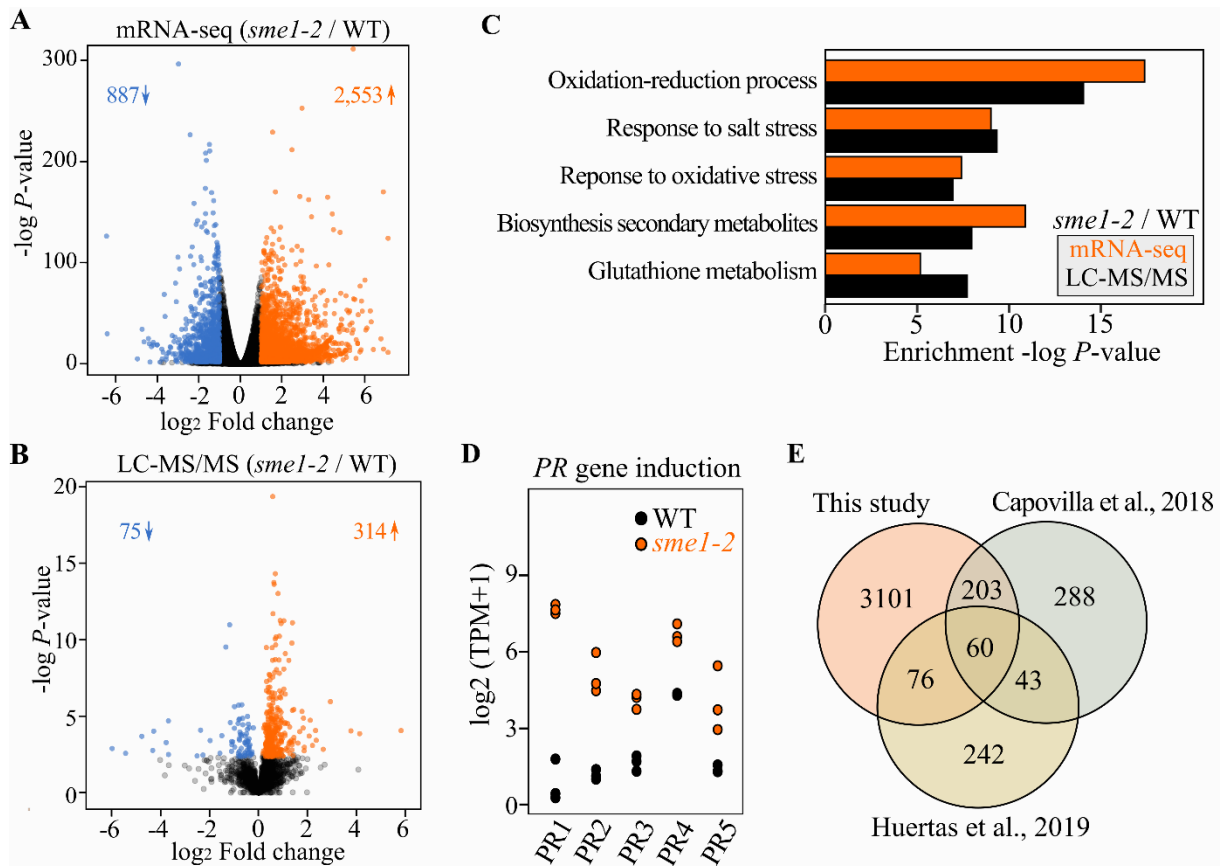 A
mRNA-seq (sme1-2 / WT)
300
887↓
2,553↑
200
100
0
-log P-value
-6
-4
-2
0
2
4
6
log2 Fold change
B
LC-MS/MS (sme1-2 / WT)
20
75↓
314↑
15
10
5
0
-log P-value
-6
-4
-2
0
2
4
6
log2 Fold change
C
Oxidation-reduction process
Response to salt stress
Reponse to oxidative stress
Biosynthesis secondary metabolites
Glutathione metabolism
sme1-2 / WT
mRNA-seq
LC-MS/MS
0
5
10
15
Enrichment -log P-value
D
PR gene induction
WT
sme1-2
9
6
3
0
log2 (TPM+1)
PR1
PR2
PR3
PR4
PR5
E
This study
Capovilla et al., 2018
3101
203
288
60
76
43
242
Huertas et al., 2019